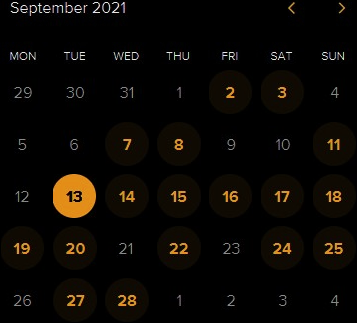 September 2021 < >
MON TUE WED THU FRI SAT SUN
29 30 31 1 2 3 4
5 6 7 8 9 10 11
12 13 14 15 16 17 18
19 20 21 22 23 24 25
26 27 28 1 2 3 4